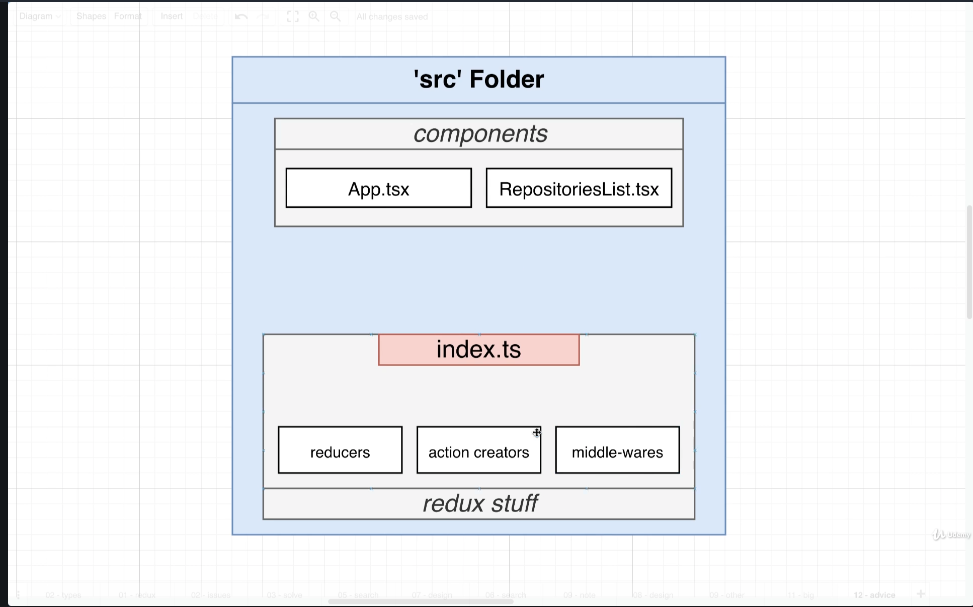 Diagram Shapes Format Insert All changes saved
'src' Folder
components
App.tsx RepositoriesList.tsx
index.ts
reducers action creators middle-wares
redux stuff
Udemy
12 - advice